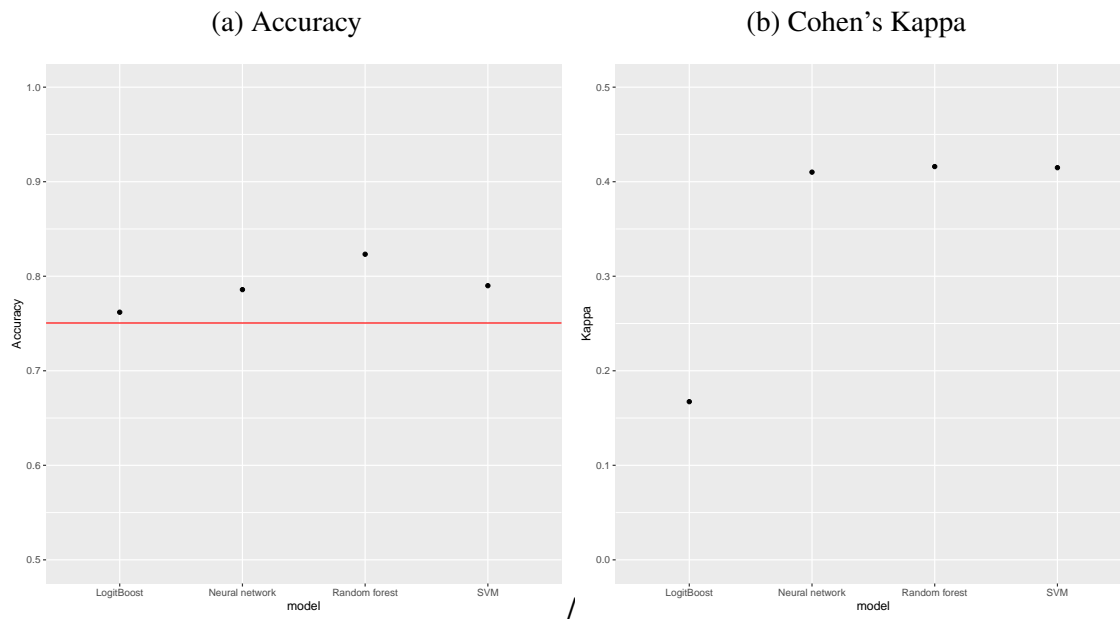 (a) Accuracy
1.0
0.9
0.8
0.7
0.6
0.5
Accuracy
LogitBoost Neural network Random forest SVM
model
/
(b) Cohen's Kappa
0.5
0.4
0.3
0.2
0.1
0.0
Kappa
LogitBoost Neural network Random forest SVM
model